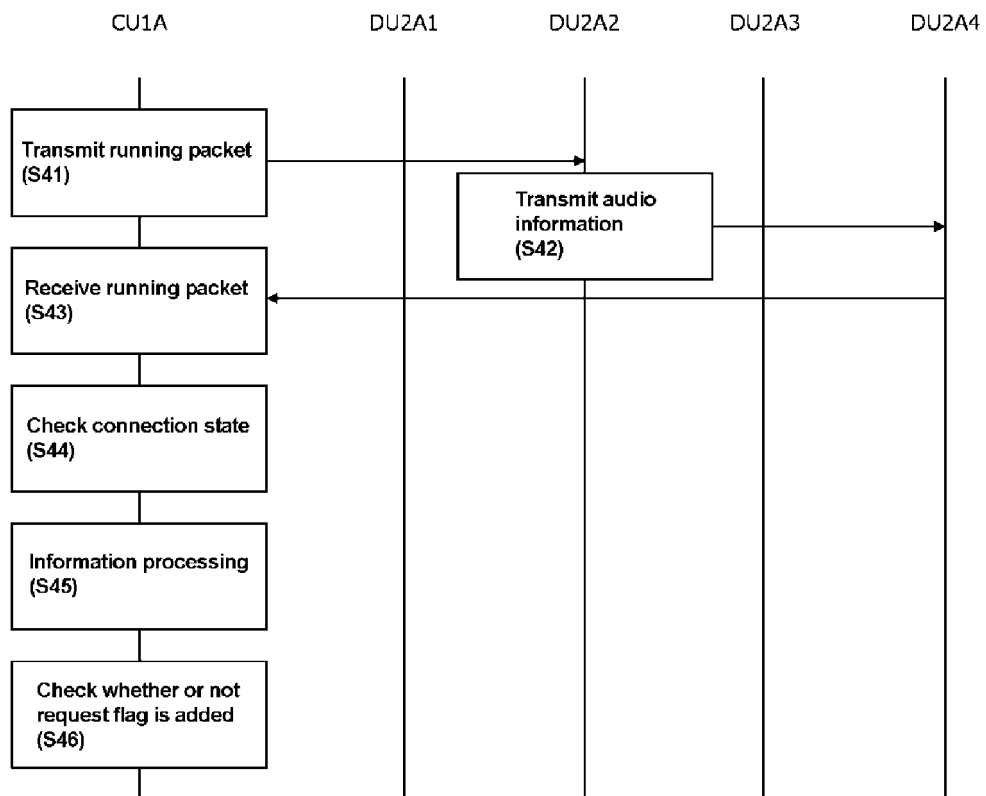 CU1A DU2A1 DU2A2 DU2A3 DU2A4
Transmit running packet
(S41)
Transmit audio
information
(S42)
Receive running packet
(S43)
Check connection state
(S44)
Information processing
(S45)
Check whether or not
request flag is added
(S46)